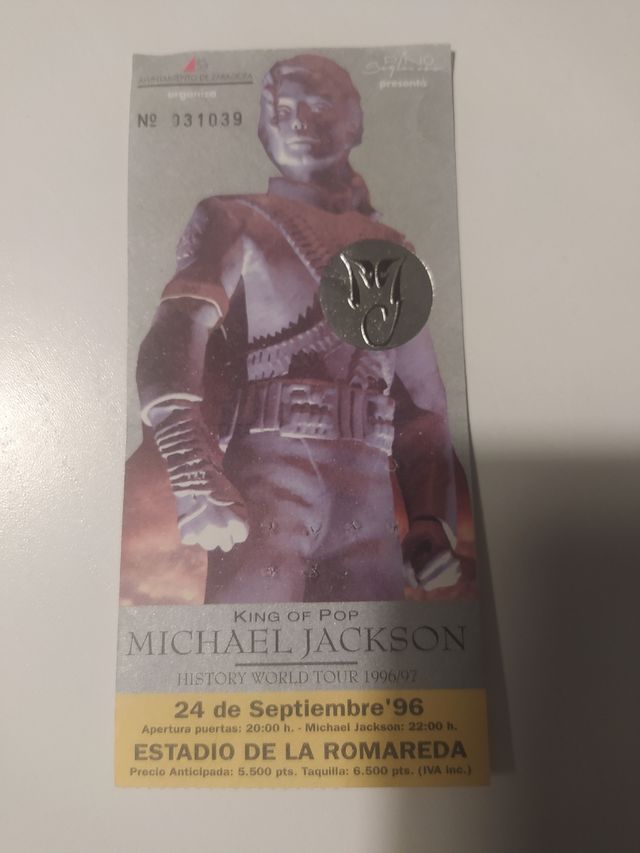 AYUNTAMIENTO DE ZARAGOZA
organiza
presenta
Nº 031039
MJ
KING OF POP
MICHAEL JACKSON
HISTORY WORLD TOUR 1996/97
24 de Septiembre'96
Apertura puertas: 20:00 h. - Michael Jackson: 22:00 h.
ESTADIO DE LA ROMAREDA
Precio Anticipada: 5.500 pts. Taquilla: 6.500 pts. (IVA inc.)